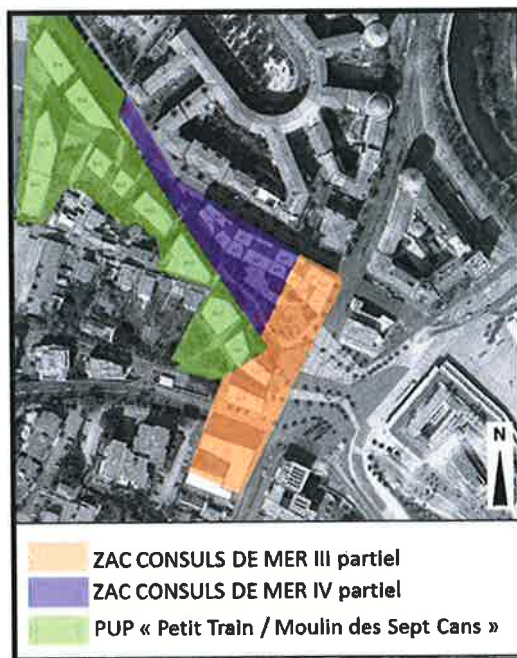 N
ZAC CONSULS DE MER III partiel
ZAC CONSULS DE MER IV partiel
PUP « Petit Train / Moulin des Sept Cans »